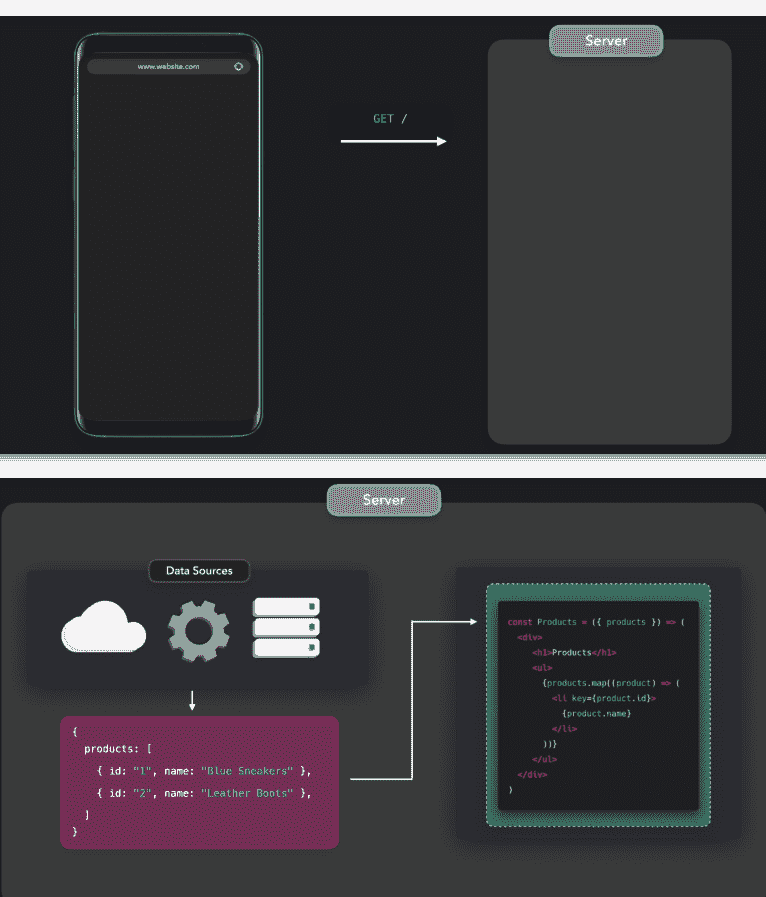 Server
www.website.com
GET /
Server
Data Sources
{
products: [
{ id: "1", name: "Blue Sneakers" },
{ id: "2", name: "Leather Boots" },
]
}
const Products = ({ products }) => (
<div>
<h1>Products</h1>
<ul>
{products.map((product) => (
<li key={product.id}>
{product.name}
</li>
))}
</ul>
</div>
)